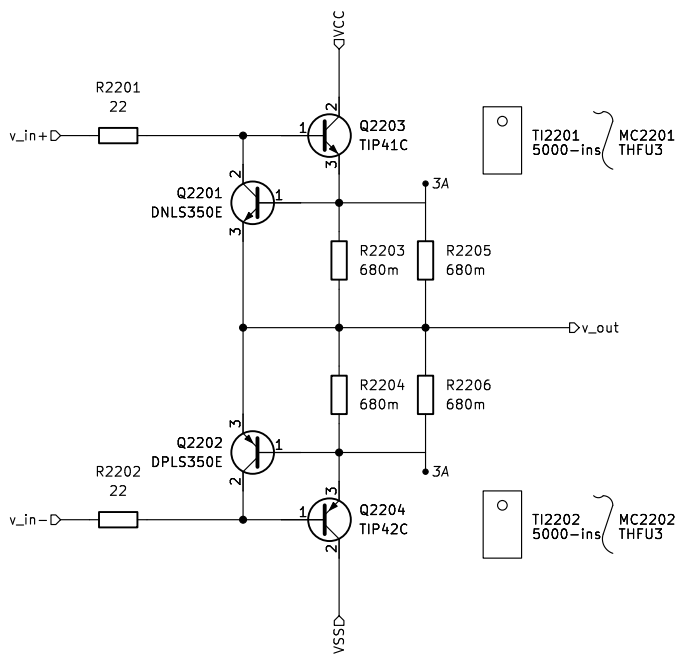 VCC
R2201
22
v_in+
2
1
Q2203
TIP41C
3
TI2201
5000-ins
MC2201
THFU3
2
Q2201
DNLS350E
1
3
3A
R2203
680m
R2205
680m
v_out
R2204
680m
R2206
680m
3
Q2202
DPLS350E
1
2
3A
R2202
22
v_in-
3
1
Q2204
TIP42C
2
TI2202
5000-ins
MC2202
THFU3
VSS